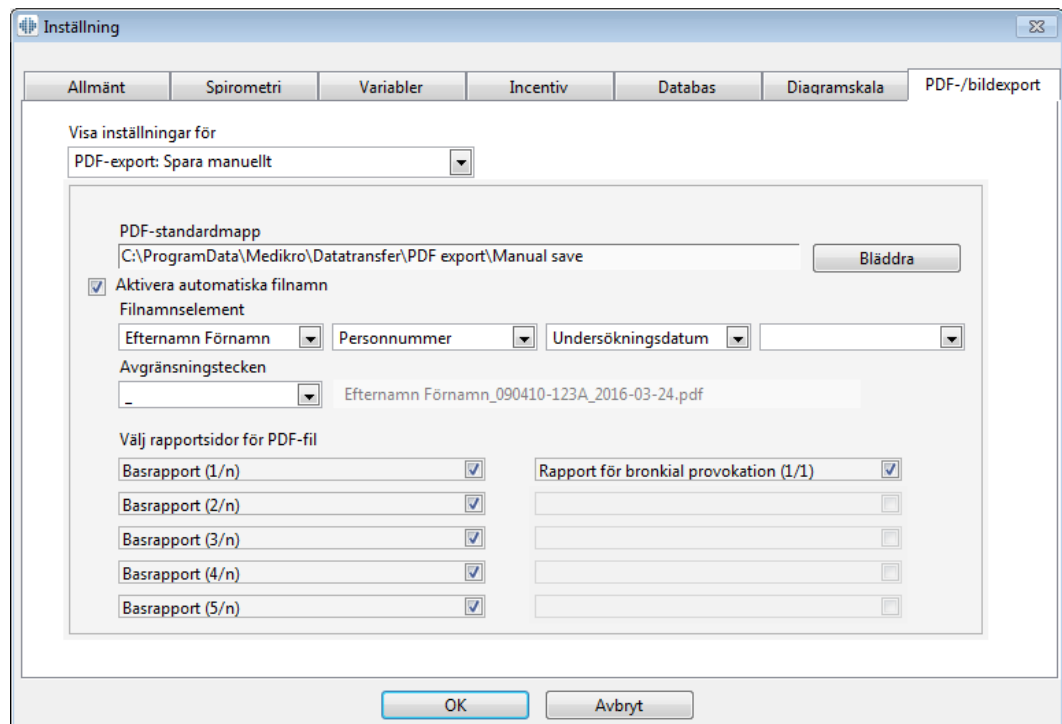 Inställning
Allmänt Spirometri Variabler Incentiv Databas Diagramskala PDF-/bildexport
Visa inställningar för
PDF-export: Spara manuellt
PDF-standardmapp
C:\ProgramData\Medikro\Datatransfer\PDF export\Manual save Bläddra
Aktivera automatiska filnamn
Filnamnselement
Efternamn Förnamn Personnummer Undersökningsdatum
Avgränsningstecken
_ Efternamn Förnamn_090410-123A_2016-03-24.pdf
Välj rapportsidor för PDF-fil
Basrapport (1/n) Rapport för bronkial provokation (1/1)
Basrapport (2/n)
Basrapport (3/n)
Basrapport (4/n)
Basrapport (5/n)
OK Avbryt